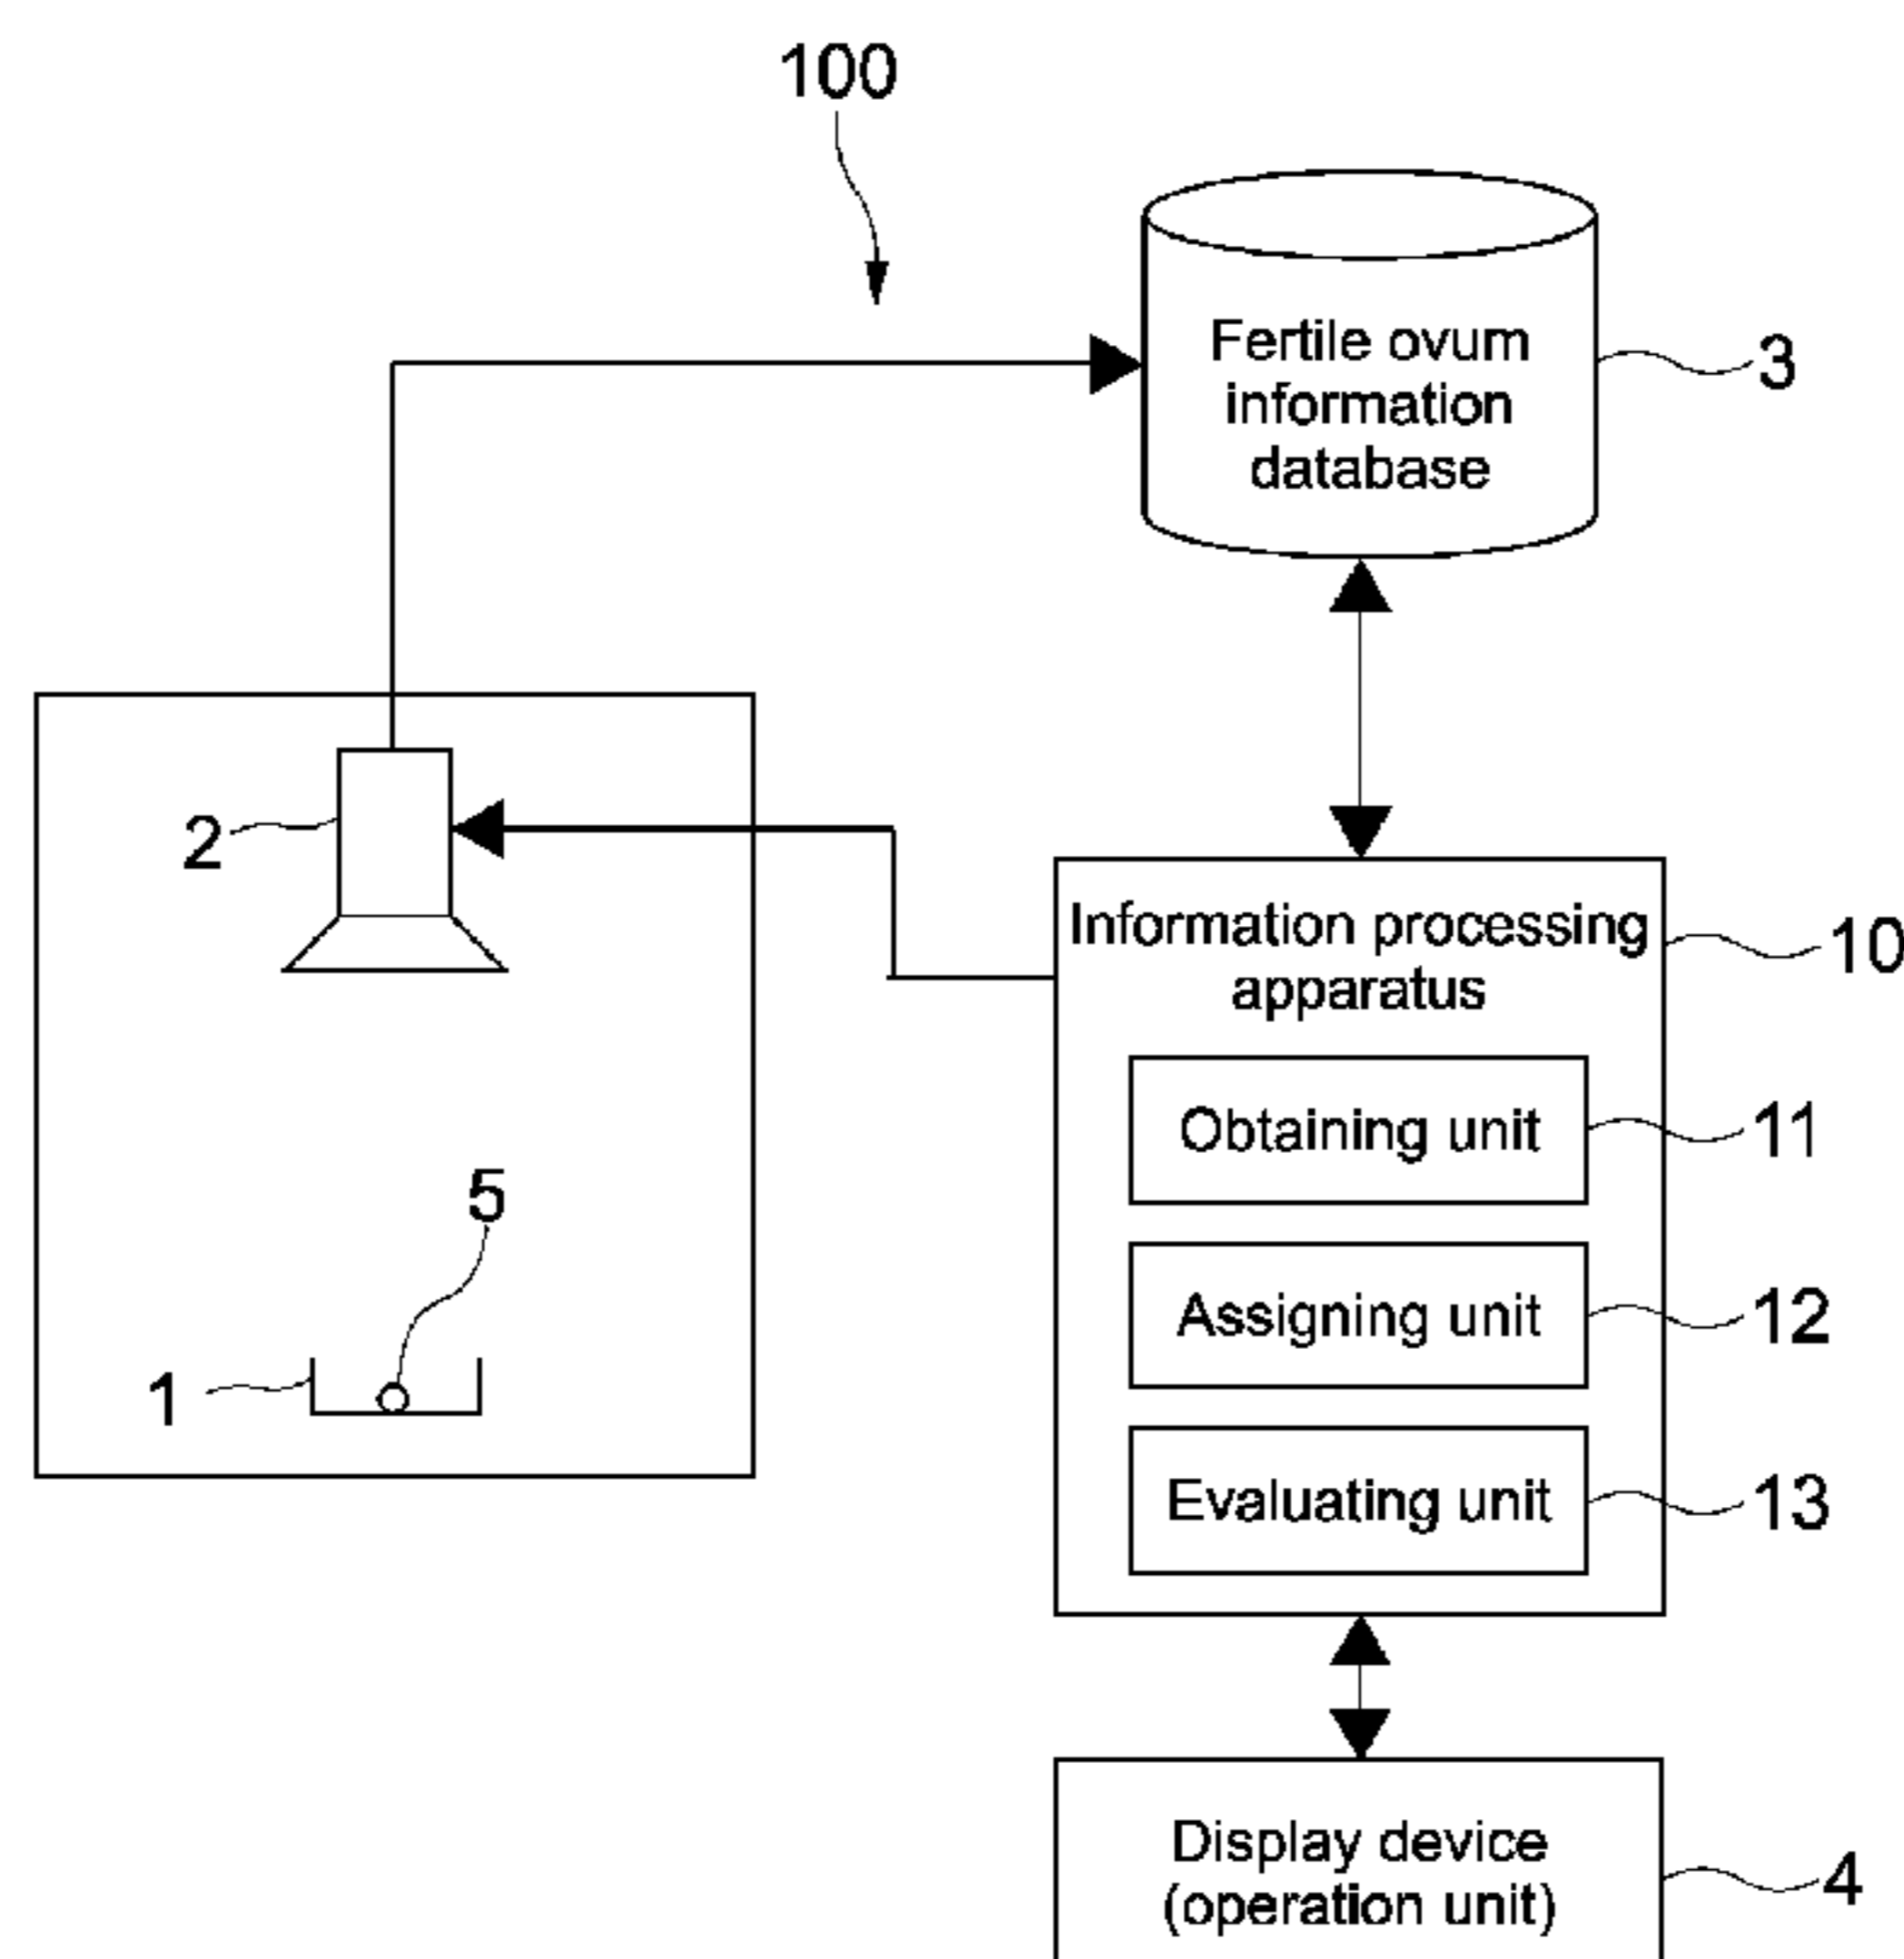 100
Fertile ovum
information
database
3
2
Information processing
apparatus
10
Obtaining unit
11
5
Assigning unit
12
1
Evaluating unit
13
Display device
(operation unit)
4